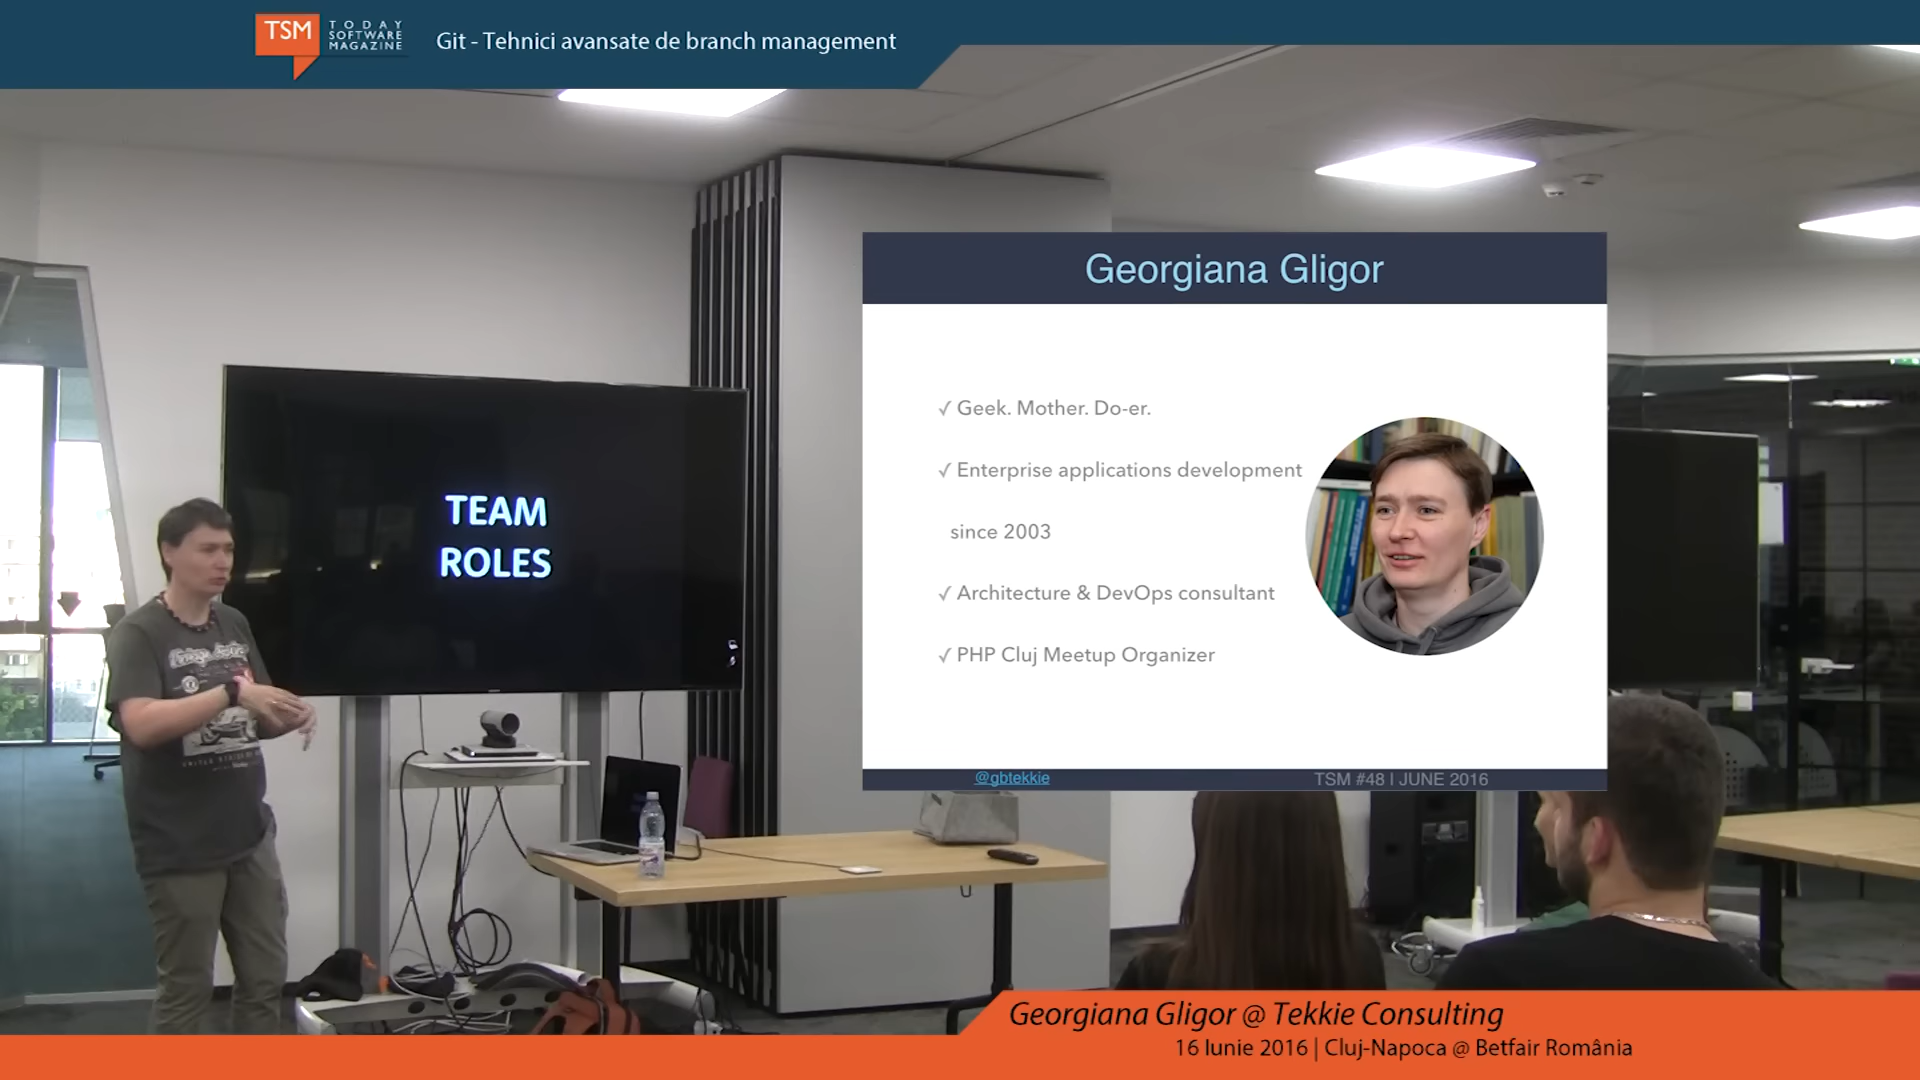 TSM
TODAY
SOFTWARE
MAGAZINE
Git - Tehnici avansate de branch management
TEAM
ROLES
Georgiana Gligor
✓ Geek. Mother. Do-er.
✓ Enterprise applications development
since 2003
✓ Architecture & DevOps consultant
✓ PHP Cluj Meetup Organizer
@gbtekkie
TSM #48 | JUNE 2016
Georgiana Gligor @ Tekkie Consulting
16 Iunie 2016 | Cluj-Napoca @ Betfair România